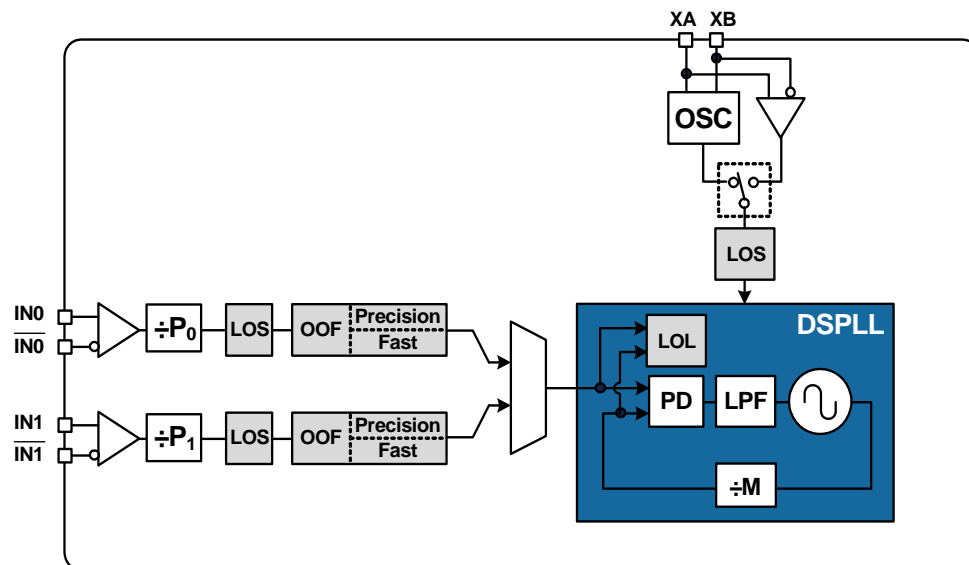 XA XB
OSC
LOS
DSPLL
IN0
IN0
÷P0
LOS
OOF
Precision
Fast
LOL
PD
LPF
÷M
IN1
IN1
÷P1
LOS
OOF
Precision
Fast